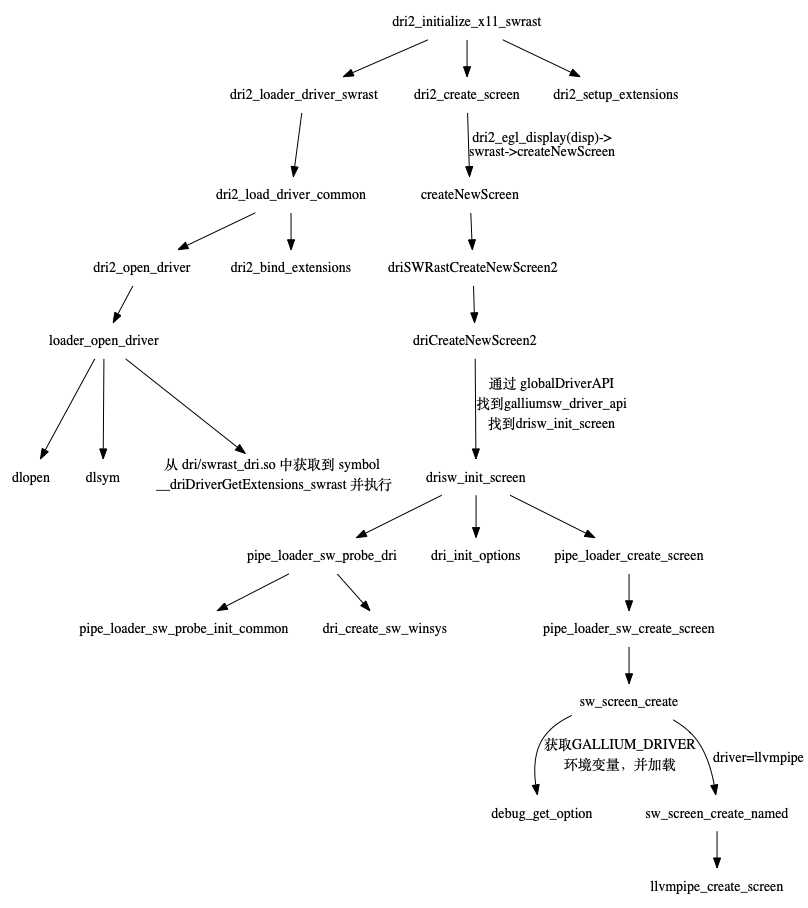 dri2_initialize_x11_swrast
dri2_loader_driver_swrast
dri2_create_screen
dri2_setup_extensions
dri2_egl_display(disp)->
swrast->createNewScreen
dri2_load_driver_common
createNewScreen
dri2_open_driver
dri2_bind_extensions
driSWRastCreateNewScreen2
loader_open_driver
driCreateNewScreen2
通过 globalDriverAPI
找到galliumsw_driver_api
找到drisw_init_screen
dlopen
dlsym
从 dri/swrast_dri.so 中获取到 symbol
__driDriverGetExtensions_swrast 并执行
drisw_init_screen
pipe_loader_sw_probe_dri
dri_init_options
pipe_loader_create_screen
pipe_loader_sw_probe_init_common
dri_create_sw_winsys
pipe_loader_sw_create_screen
sw_screen_create
获取GALLIUM_DRIVER
环境变量，并加载
driver=llvmpipe
debug_get_option
sw_screen_create_named
llvmpipe_create_screen